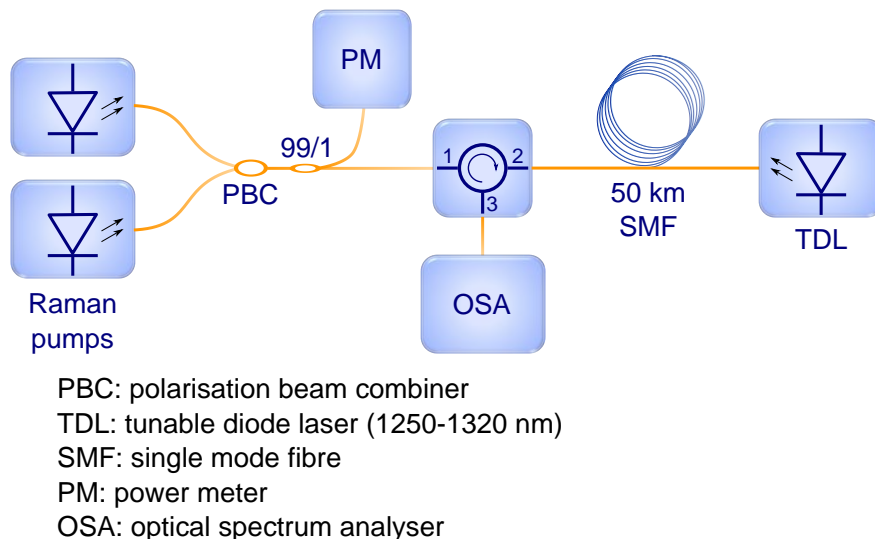 PM
99/1
PBC
1 2
3
50 km
SMF
TDL
OSA
Raman
pumps
PBC: polarisation beam combiner
TDL: tunable diode laser (1250-1320 nm)
SMF: single mode fibre
PM: power meter
OSA: optical spectrum analyser